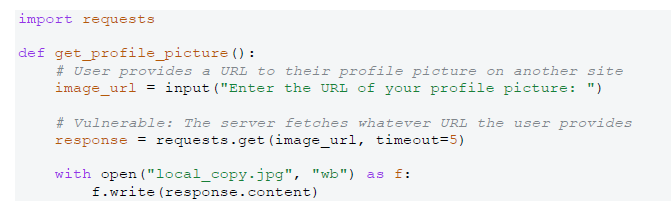 import requests
def get_profile_picture():
# User provides a URL to their profile picture on another site
image_url = input("Enter the URL of your profile picture: ")
# Vulnerable: The server fetches whatever URL the user provides
response = requests.get(image_url, timeout=5)
with open("local_copy.jpg", "wb") as f:
f.write(response.content)